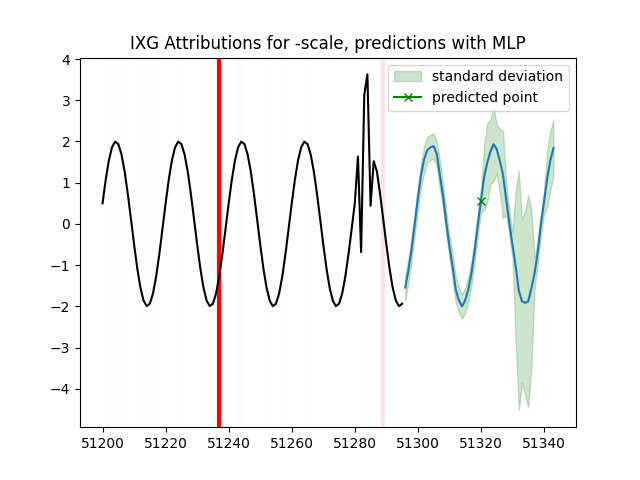 IXG Attributions for -scale, predictions with MLP
standard deviation
predicted point
4
3
2
1
0
−1
−2
−3
−4
51200 51220 51240 51260 51280 51300 51320 51340